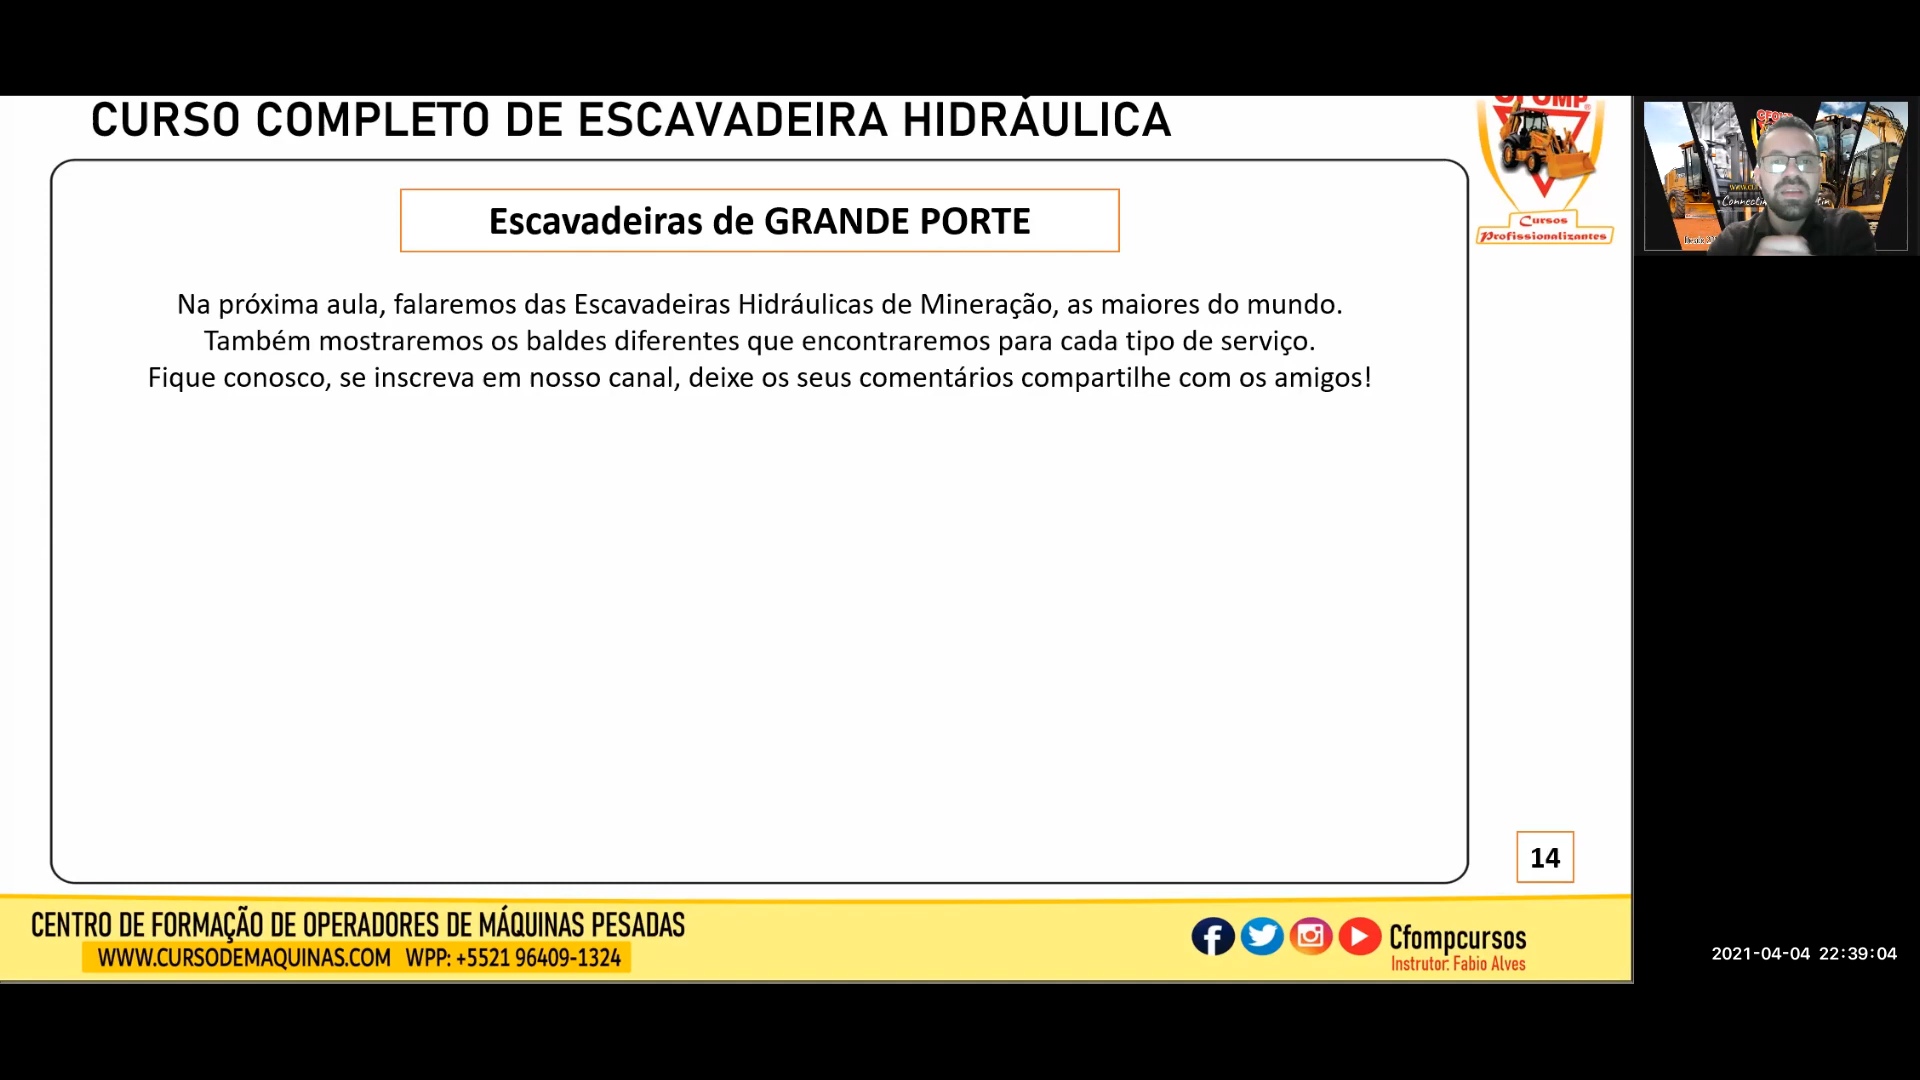 CURSO COMPLETO DE ESCAVADEIRA HIDRÁULICA
CFOMP
Cursos
Profissionalizantes
Escavadeiras de GRANDE PORTE
Na próxima aula, falaremos das Escavadeiras Hidráulicas de Mineração, as maiores do mundo.
Também mostraremos os baldes diferentes que encontraremos para cada tipo de serviço.
Fique conosco, se inscreva em nosso canal, deixe os seus comentários compartilhe com os amigos!
14
CENTRO DE FORMAÇÃO DE OPERADORES DE MÁQUINAS PESADAS
WWW.CURSODEMAQUINAS.COM WPP: +5521 96409-1324
Cfompcursos
Instrutor: Fabio Alves
2021-04-04 22:39:04